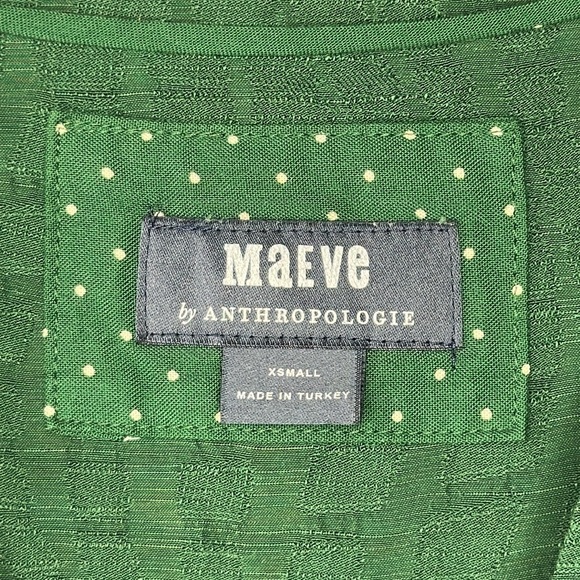 MaEve
by ANTHROPOLOGIE
XSMALL
MADE IN TURKEY